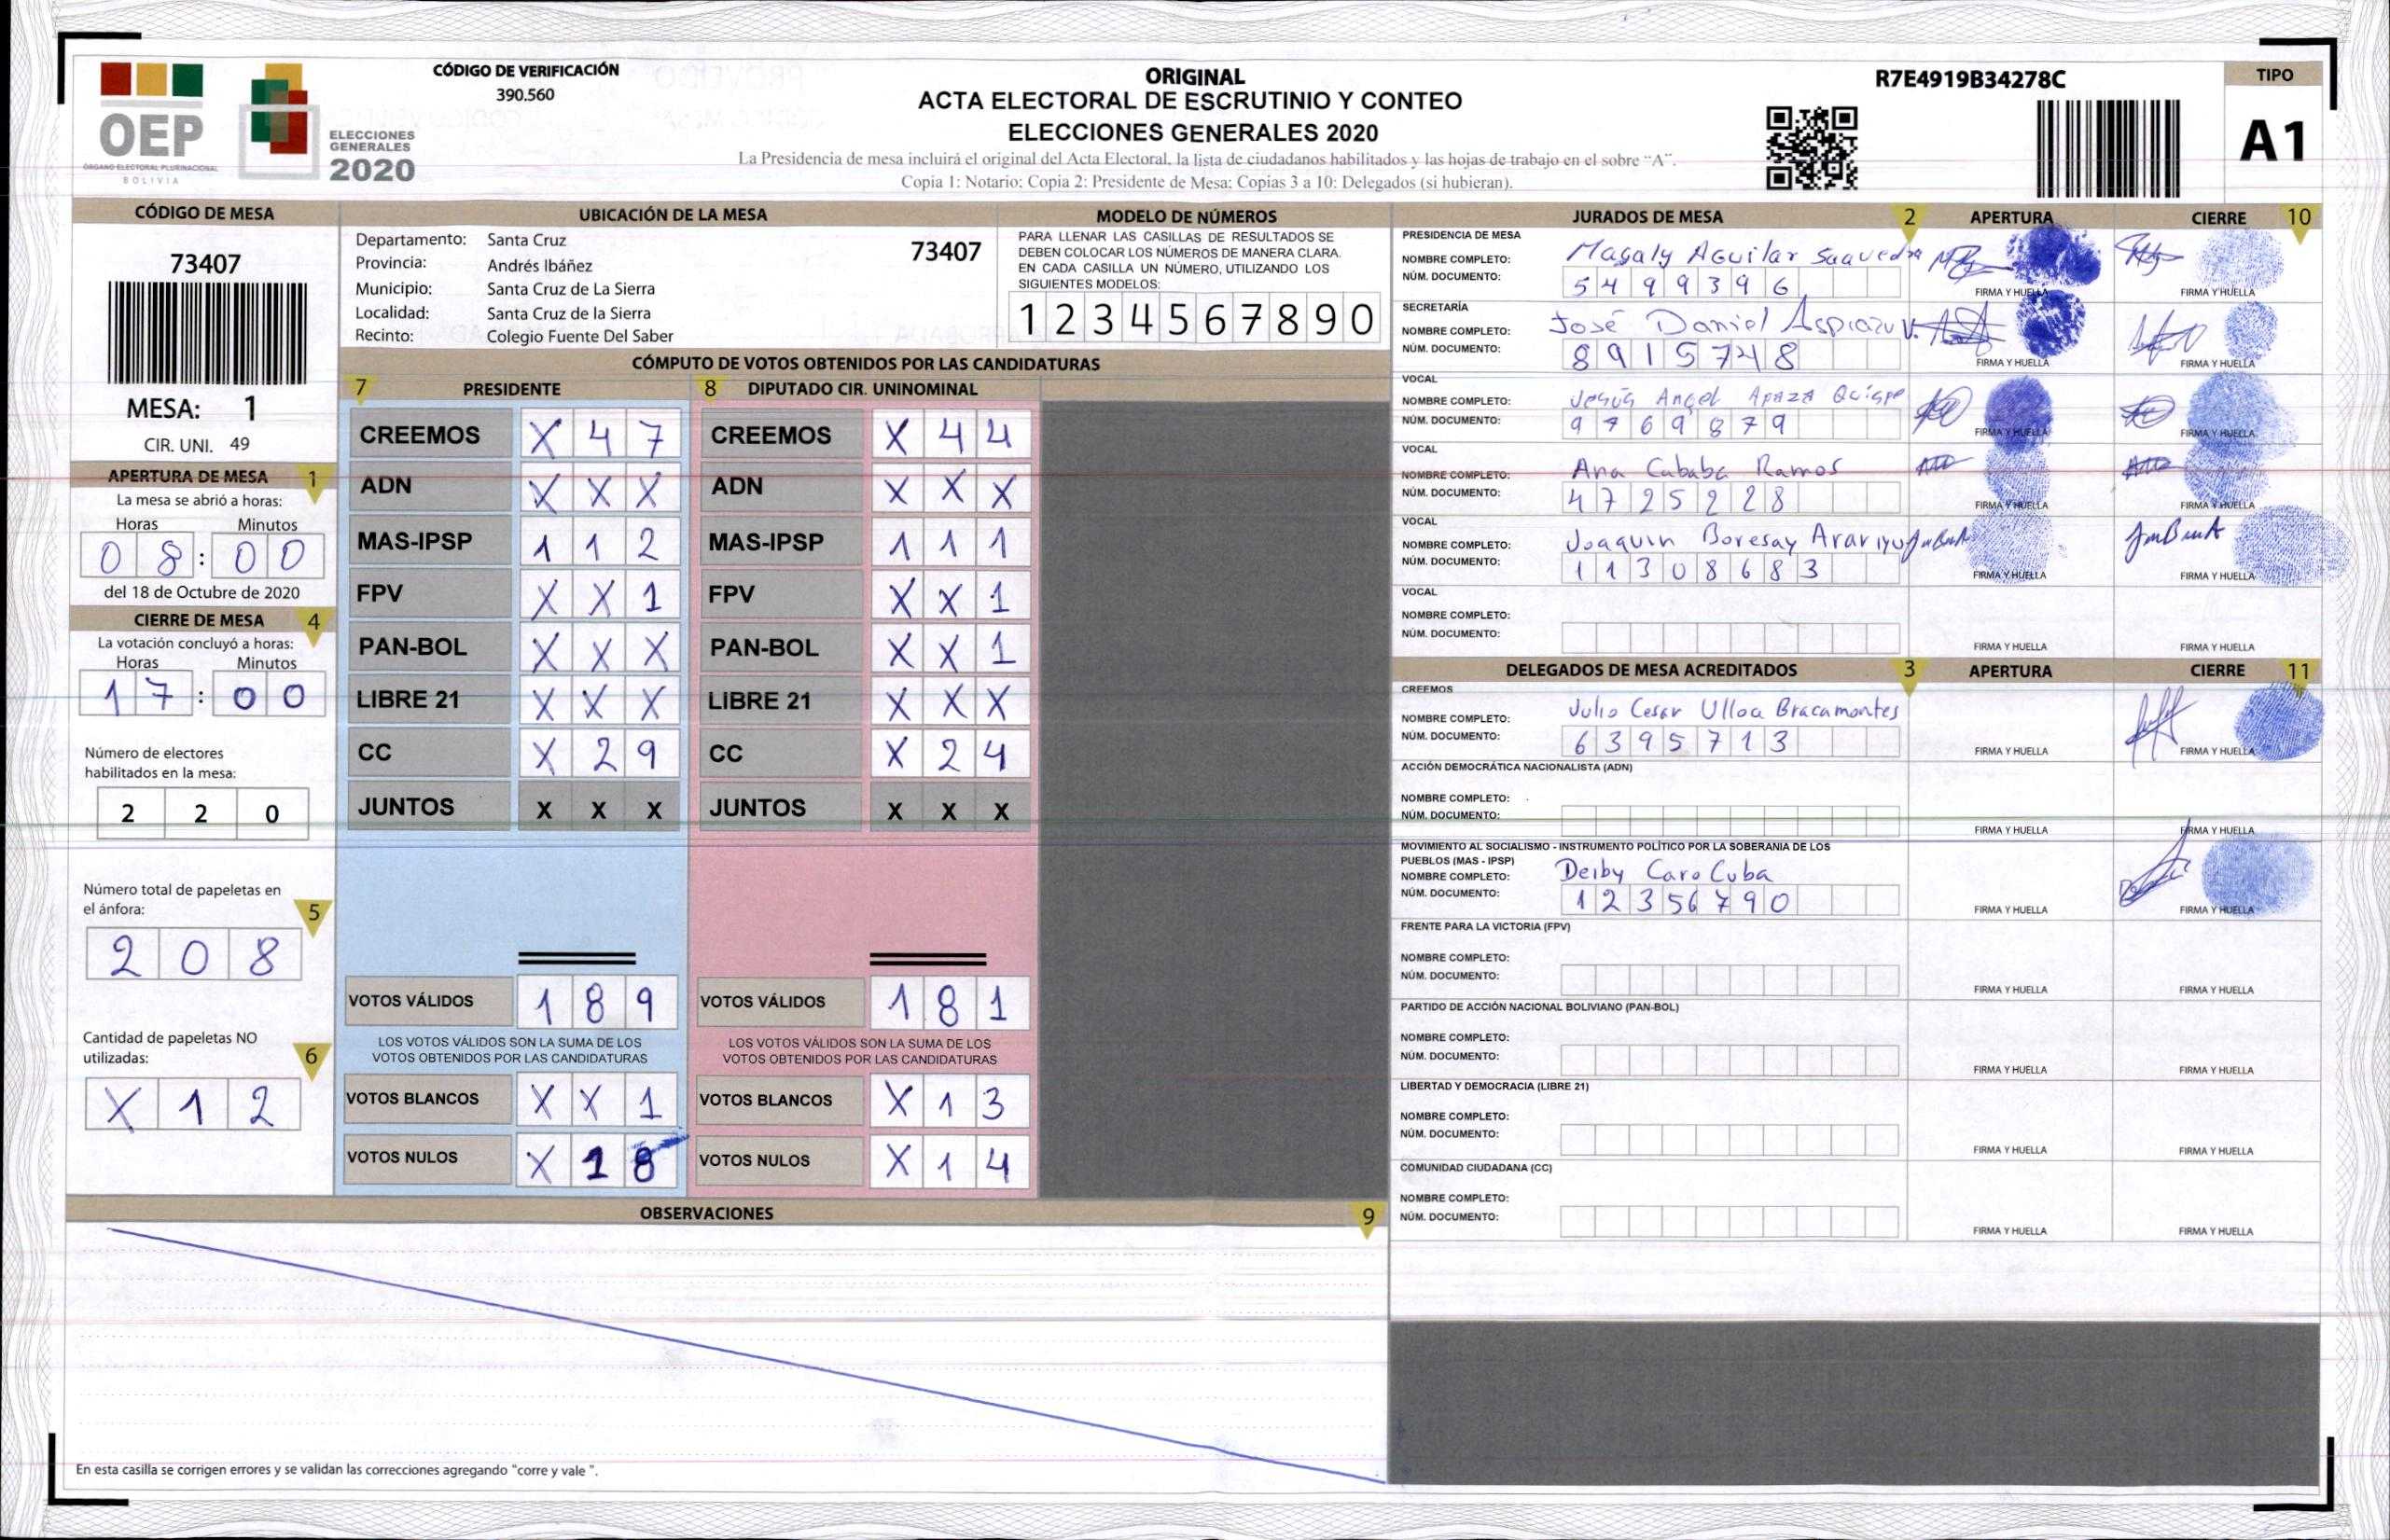 CÓDIGO DE VERIFICACIÓN
390.560
OEP
ÓRGANO ELECTORAL PLURINACIONAL
BOLIVIA
ELECCIONES
GENERALES
2020
ORIGINAL
ACTA ELECTORAL DE ESCRUTINIO Y CONTEO
ELECCIONES GENERALES 2020
La Presidencia de mesa incluirá el original del Acta Electoral, la lista de ciudadanos habilitados y las hojas de trabajo en el sobre "A".
Copia 1: Notario; Copia 2: Presidente de Mesa; Copias 3 a 10: Delegados (si hubieran).
R7E4919B34278C
TIPO
A1
CÓDIGO DE MESA
73407
MESA: 1
CIR. UNI. 49
APERTURA DE MESA 1
La mesa se abrió a horas:
Horas Minutos
0 8 : 0 0
del 18 de Octubre de 2020
CIERRE DE MESA 4
La votación concluyó a horas:
Horas Minutos
1 7 : 0 0
Número de electores
habilitados en la mesa:
2 2 0
Número total de papeletas en
el ánfora: 5
2 0 8
Cantidad de papeletas NO
utilizadas: 6
X 1 2
UBICACIÓN DE LA MESA
Departamento: Santa Cruz 73407
Provincia: Andrés Ibáñez
Municipio: Santa Cruz de La Sierra
Localidad: Santa Cruz de la Sierra
Recinto: Colegio Fuente Del Saber
MODELO DE NÚMEROS
PARA LLENAR LAS CASILLAS DE RESULTADOS SE
DEBEN COLOCAR LOS NÚMEROS DE MANERA CLARA.
EN CADA CASILLA UN NÚMERO, UTILIZANDO LOS
SIGUIENTES MODELOS:
1 2 3 4 5 6 7 8 9 0
CÓMPUTO DE VOTOS OBTENIDOS POR LAS CANDIDATURAS
7 PRESIDENTE 8 DIPUTADO CIR. UNINOMINAL
CREEMOS X 4 7 CREEMOS X 4 4
ADN X X X ADN X X X
MAS-IPSP 1 1 2 MAS-IPSP 1 1 1
FPV X X 1 FPV X X 1
PAN-BOL X X X PAN-BOL X X 1
LIBRE 21 X X X LIBRE 21 X X X
CC X 2 9 CC X 2 4
JUNTOS X X X JUNTOS X X X
VOTOS VÁLIDOS 1 8 9 VOTOS VÁLIDOS 1 8 1
LOS VOTOS VÁLIDOS SON LA SUMA DE LOS LOS VOTOS VÁLIDOS SON LA SUMA DE LOS
VOTOS OBTENIDOS POR LAS CANDIDATURAS VOTOS OBTENIDOS POR LAS CANDIDATURAS
VOTOS BLANCOS X X 1 VOTOS BLANCOS X 1 3
VOTOS NULOS X 1 8 VOTOS NULOS X 1 4
OBSERVACIONES 9
En esta casilla se corrigen errores y se validan las correcciones agregando "corre y vale ".
JURADOS DE MESA 2 APERTURA CIERRE 10
PRESIDENCIA DE MESA
NOMBRE COMPLETO: Magaly Aguilar Saavedra
NÚM. DOCUMENTO: 5 4 9 9 3 9 6
FIRMA Y HUELLA FIRMA Y HUELLA
SECRETARÍA
NOMBRE COMPLETO: José Daniel Aspiazu V.
NÚM. DOCUMENTO: 8 9 1 5 7 4 8
FIRMA Y HUELLA FIRMA Y HUELLA
VOCAL
NOMBRE COMPLETO: Jesús Angel Apaza Quispe
NÚM. DOCUMENTO: 9 7 6 9 8 7 9
FIRMA Y HUELLA FIRMA Y HUELLA
VOCAL
NOMBRE COMPLETO: Ana Cababa Ramos
NÚM. DOCUMENTO: 4 7 2 5 2 2 8
FIRMA Y HUELLA FIRMA Y HUELLA
VOCAL
NOMBRE COMPLETO: Joaquin Boresay
NÚM. DOCUMENTO: 1 1 3 0 8 6 8 3
FIRMA Y HUELLA FIRMA Y HUELLA
VOCAL
NOMBRE COMPLETO:
NÚM. DOCUMENTO:
FIRMA Y HUELLA FIRMA Y HUELLA
DELEGADOS DE MESA ACREDITADOS 3 APERTURA CIERRE 11
CREEMOS
NOMBRE COMPLETO: Julio Cesar Ulloa Bracamontes
NÚM. DOCUMENTO: 6 3 9 5 7 1 3
FIRMA Y HUELLA FIRMA Y HUELLA
ACCIÓN DEMOCRÁTICA NACIONALISTA (ADN)
NOMBRE COMPLETO:
NÚM. DOCUMENTO:
FIRMA Y HUELLA FIRMA Y HUELLA
MOVIMIENTO AL SOCIALISMO - INSTRUMENTO POLÍTICO POR LA SOBERANIA DE LOS
PUEBLOS (MAS - IPSP)
NOMBRE COMPLETO: Deiby Caro Cuba
NÚM. DOCUMENTO: 1 2 3 5 6 7 9 0
FIRMA Y HUELLA FIRMA Y HUELLA
FRENTE PARA LA VICTORIA (FPV)
NOMBRE COMPLETO:
NÚM. DOCUMENTO:
FIRMA Y HUELLA FIRMA Y HUELLA
PARTIDO DE ACCIÓN NACIONAL BOLIVIANO (PAN-BOL)
NOMBRE COMPLETO:
NÚM. DOCUMENTO:
FIRMA Y HUELLA FIRMA Y HUELLA
LIBERTAD Y DEMOCRACIA (LIBRE 21)
NOMBRE COMPLETO:
NÚM. DOCUMENTO:
FIRMA Y HUELLA FIRMA Y HUELLA
COMUNIDAD CIUDADANA (CC)
NOMBRE COMPLETO:
NÚM. DOCUMENTO:
FIRMA Y HUELLA FIRMA Y HUELLA